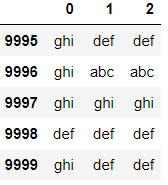 0 1 2
9995 ghi def def
9996 ghi abc abc
9997 ghi ghi ghi
9998 def def def
9999 ghi def def